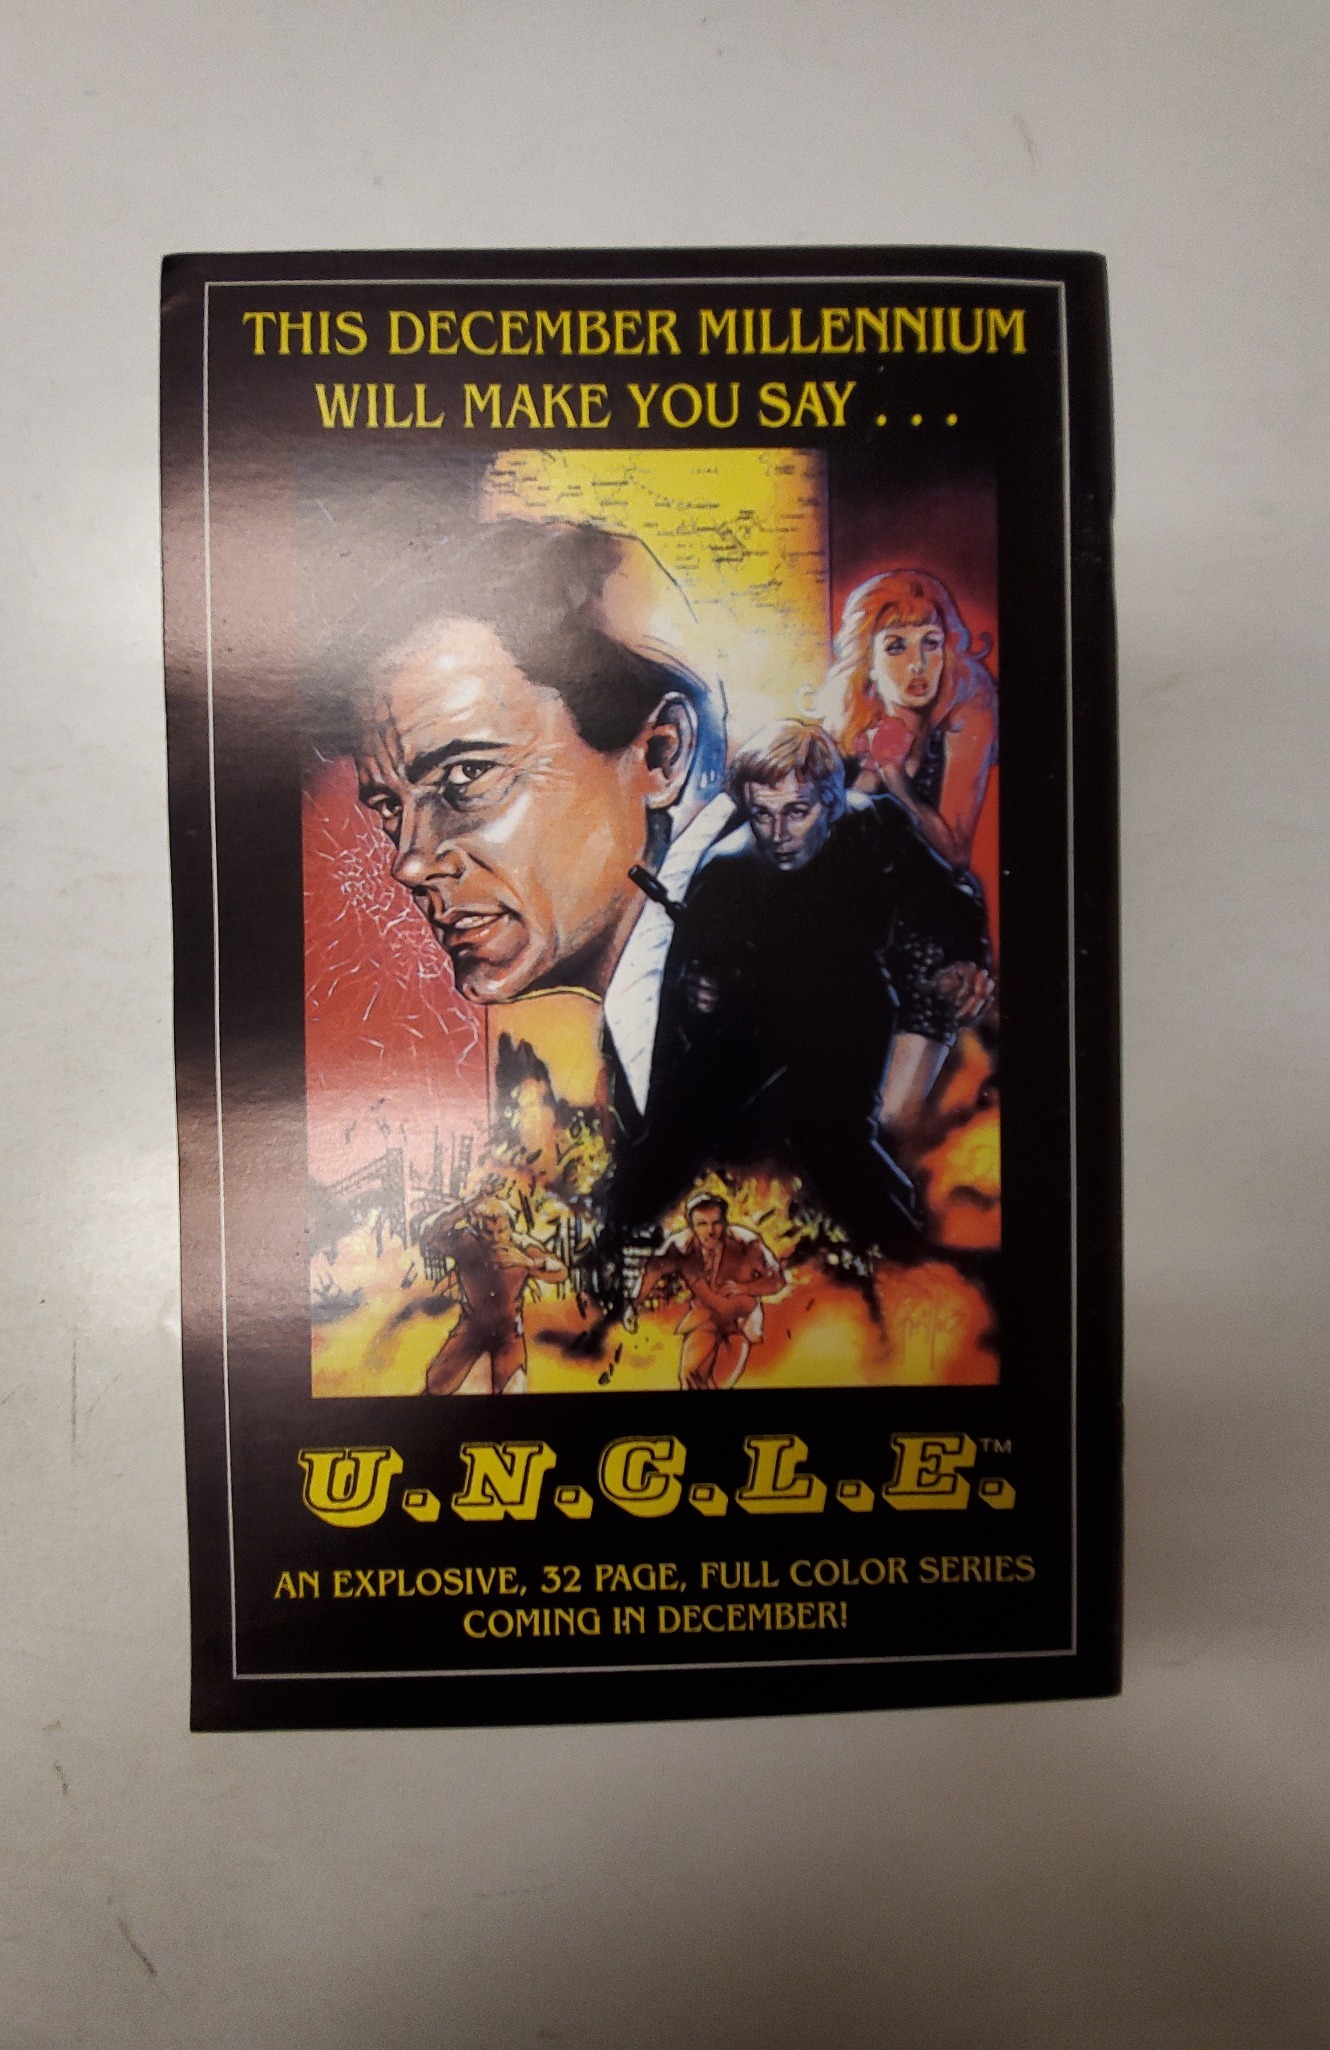 THIS DECEMBER MILLENNIUM
WILL MAKE YOU SAY . . .
U.N.C.L.E.™
AN EXPLOSIVE, 32 PAGE, FULL COLOR SERIES
COMING IN DECEMBER!